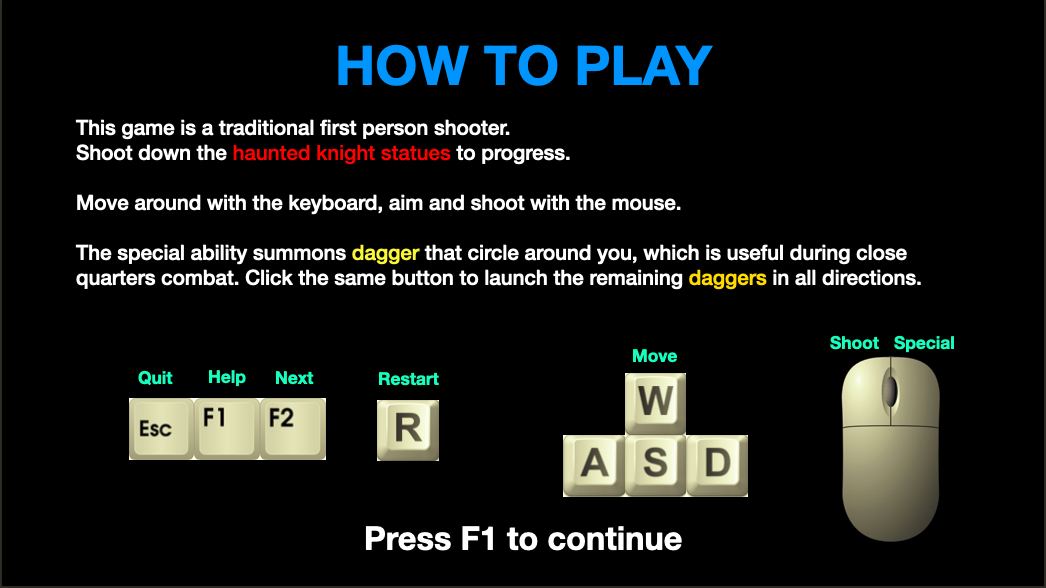 HOW TO PLAY
This game is a traditional first person shooter.
Shoot down the haunted knight statues to progress.
Move around with the keyboard, aim and shoot with the mouse.
The special ability summons dagger that circle around you, which is useful during close
quarters combat. Click the same button to launch the remaining daggers in all directions.
Shoot Special
Quit Help Next Restart Move
Esc F1 F2 R W
A S D
Press F1 to continue